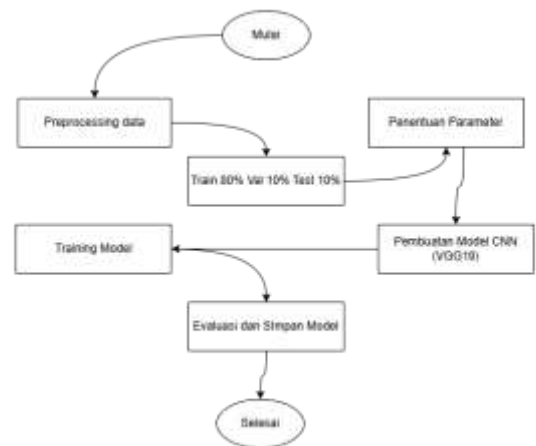 Mulai
Preprocessing data
Penentuan Parameter
Train 80% Var 10% Test 10%
Training Model
Pembuatan Model CNN
(VGG19)
Evaluasi dan Simpan Model
Selesai